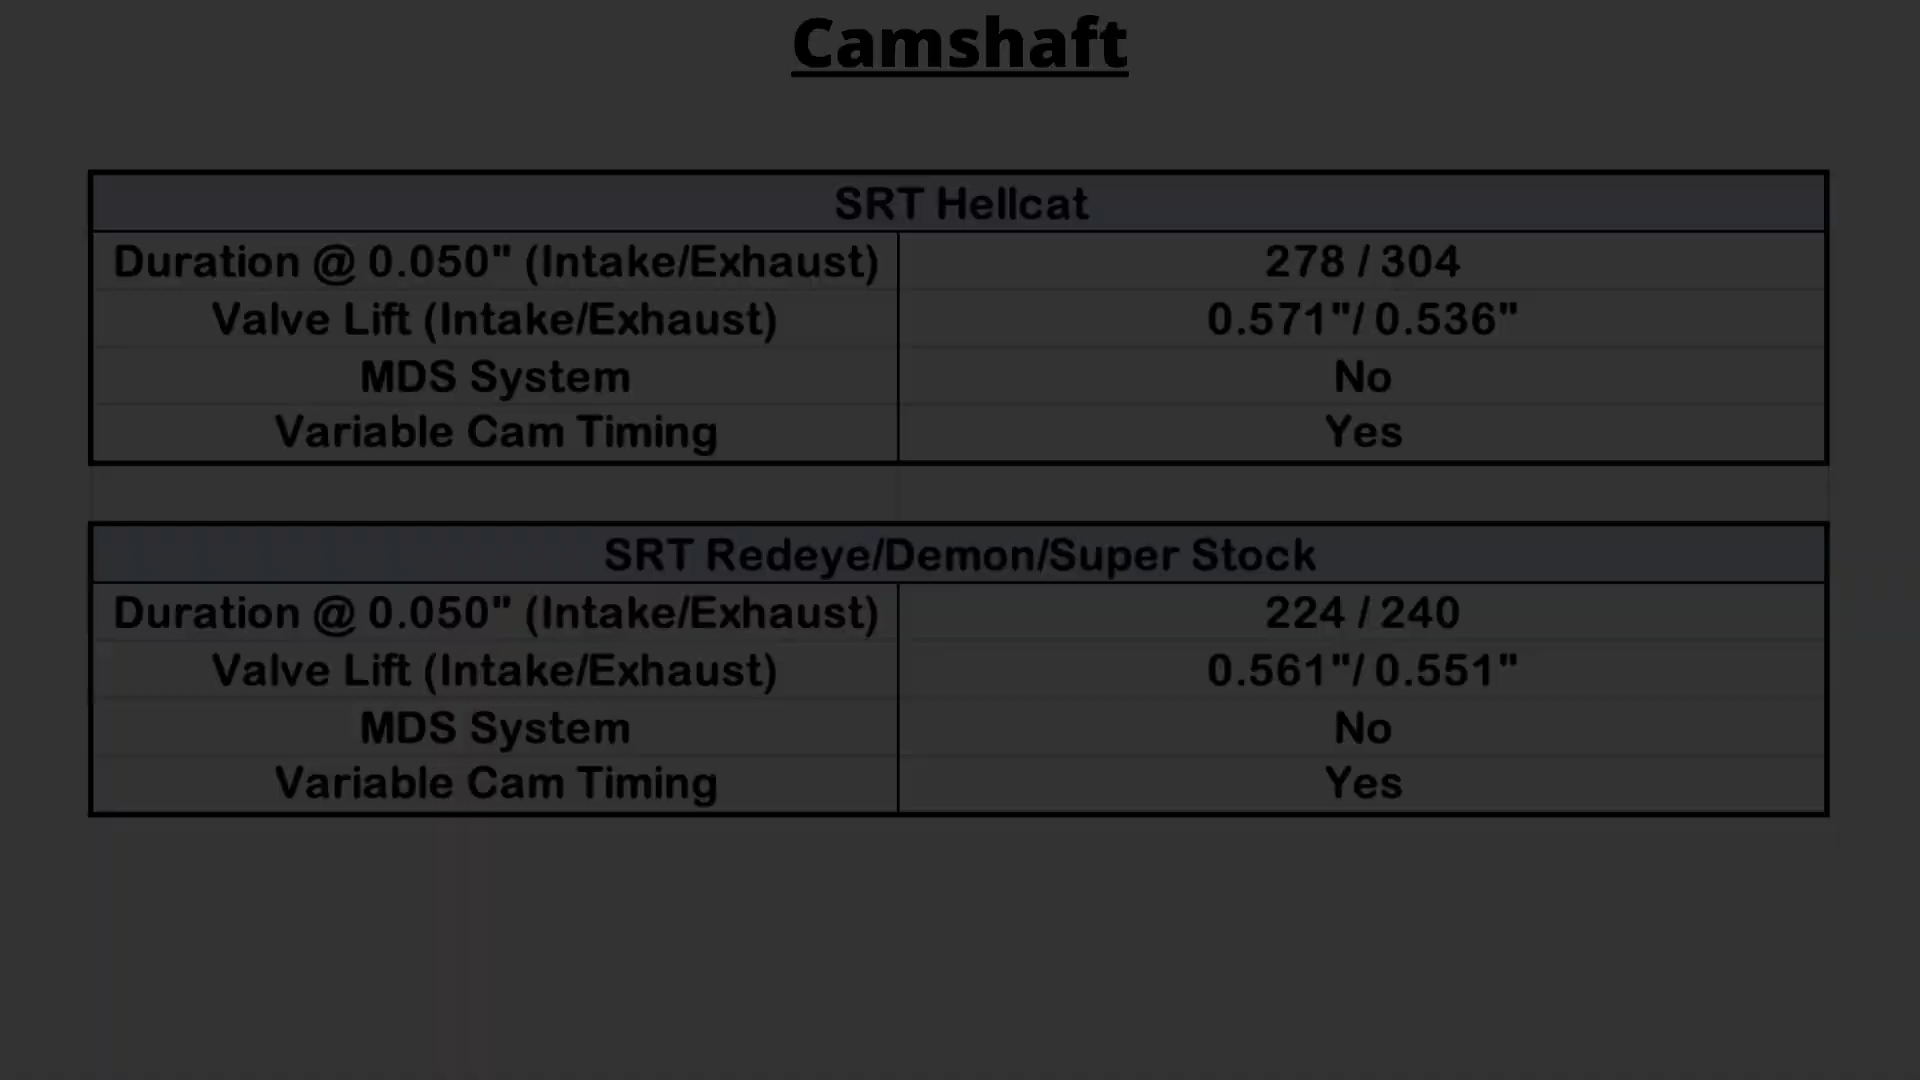 Camshaft
SRT Hellcat
Duration @ 0.050" (Intake/Exhaust) 278 / 304
Valve Lift (Intake/Exhaust) 0.571"/ 0.536"
MDS System No
Variable Cam Timing Yes
SRT Redeye/Demon/Super Stock
Duration @ 0.050" (Intake/Exhaust) 224 / 240
Valve Lift (Intake/Exhaust) 0.561"/ 0.551"
MDS System No
Variable Cam Timing Yes